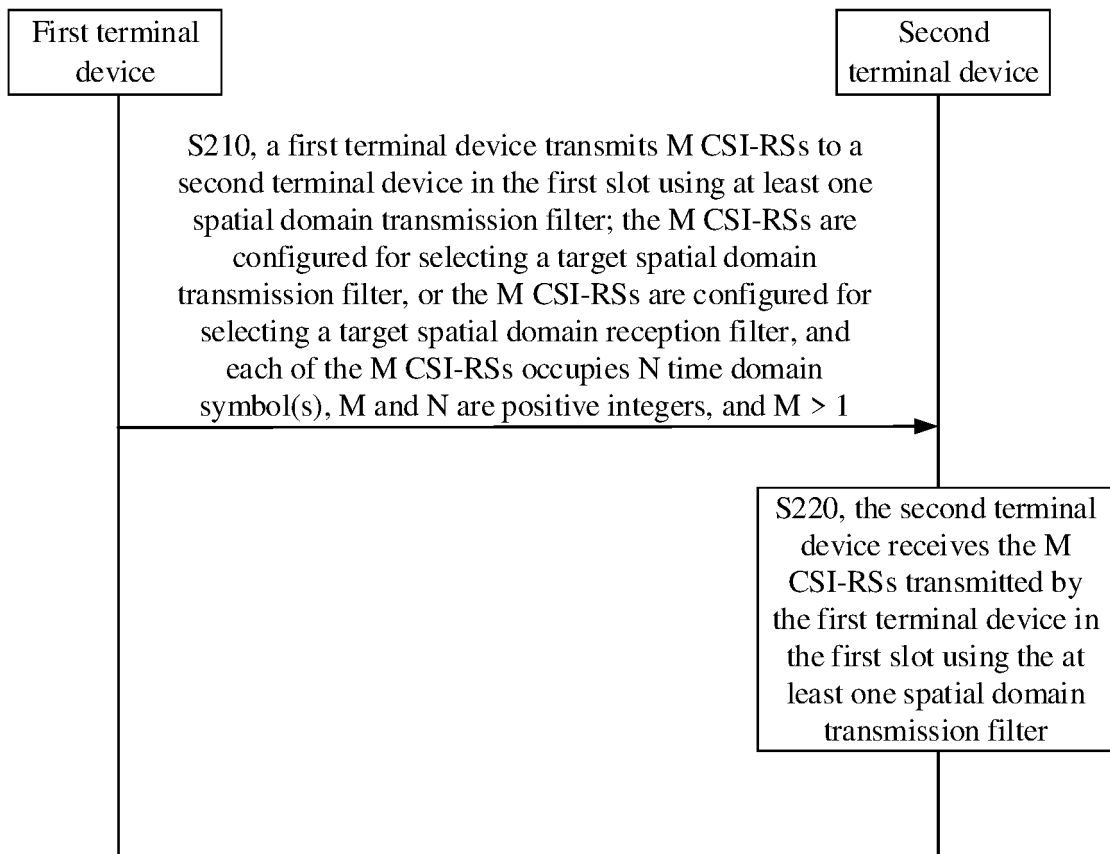 First terminal
device
Second
terminal device
S210, a first terminal device transmits M CSI-RSs to a
second terminal device in the first slot using at least one
spatial domain transmission filter; the M CSI-RSs are
configured for selecting a target spatial domain
transmission filter, or the M CSI-RSs are configured for
selecting a target spatial domain reception filter, and
each of the M CSI-RSs occupies N time domain
symbol(s), M and N are positive integers, and M > 1
S220, the second terminal
device receives the M
CSI-RSs transmitted by
the first terminal device in
the first slot using the at
least one spatial domain
transmission filter